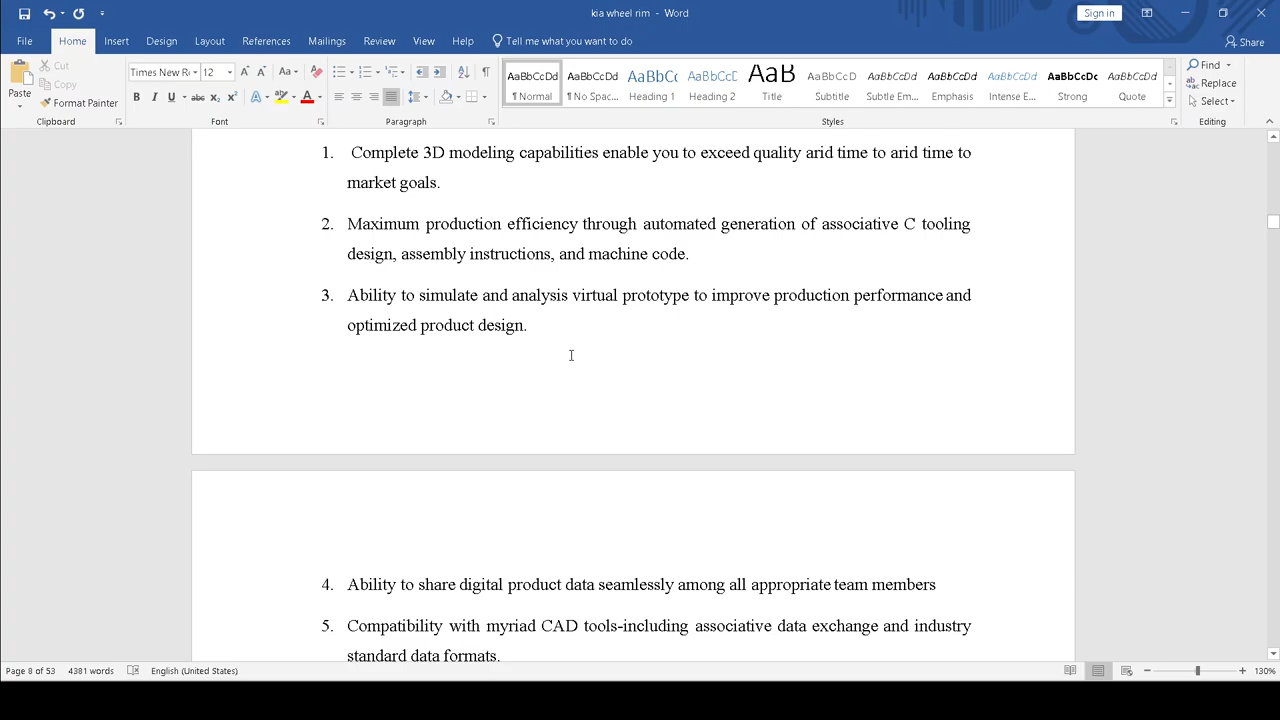 kia wheel rim - Word
Sign in
File Home Insert Design Layout References Mailings Review View Help Tell me what you want to do
Share
Paste
Cut
Copy
Format Painter
Clipboard
Times New R 12
B I U abc x₂ x²
Font
Paragraph
AaBbCcDd AaBbCcDd AaBbCc AaBbCcD AaB AaBbCcD AaBbCcDd AaBbCcDd AaBbCcDd AaBbCcDc AaBbCcDd
¶ Normal ¶ No Spac... Heading 1 Heading 2 Title Subtitle Subtle Em... Emphasis Intense E... Strong Quote
Styles
Find
Replace
Select
Editing
1. Complete 3D modeling capabilities enable you to exceed quality arid time to arid time to
market goals.
2. Maximum production efficiency through automated generation of associative C tooling
design, assembly instructions, and machine code.
3. Ability to simulate and analysis virtual prototype to improve production performance and
optimized product design.
4. Ability to share digital product data seamlessly among all appropriate team members
5. Compatibility with myriad CAD tools-including associative data exchange and industry
standard data formats.
Page 8 of 53 4381 words English (United States) 130%